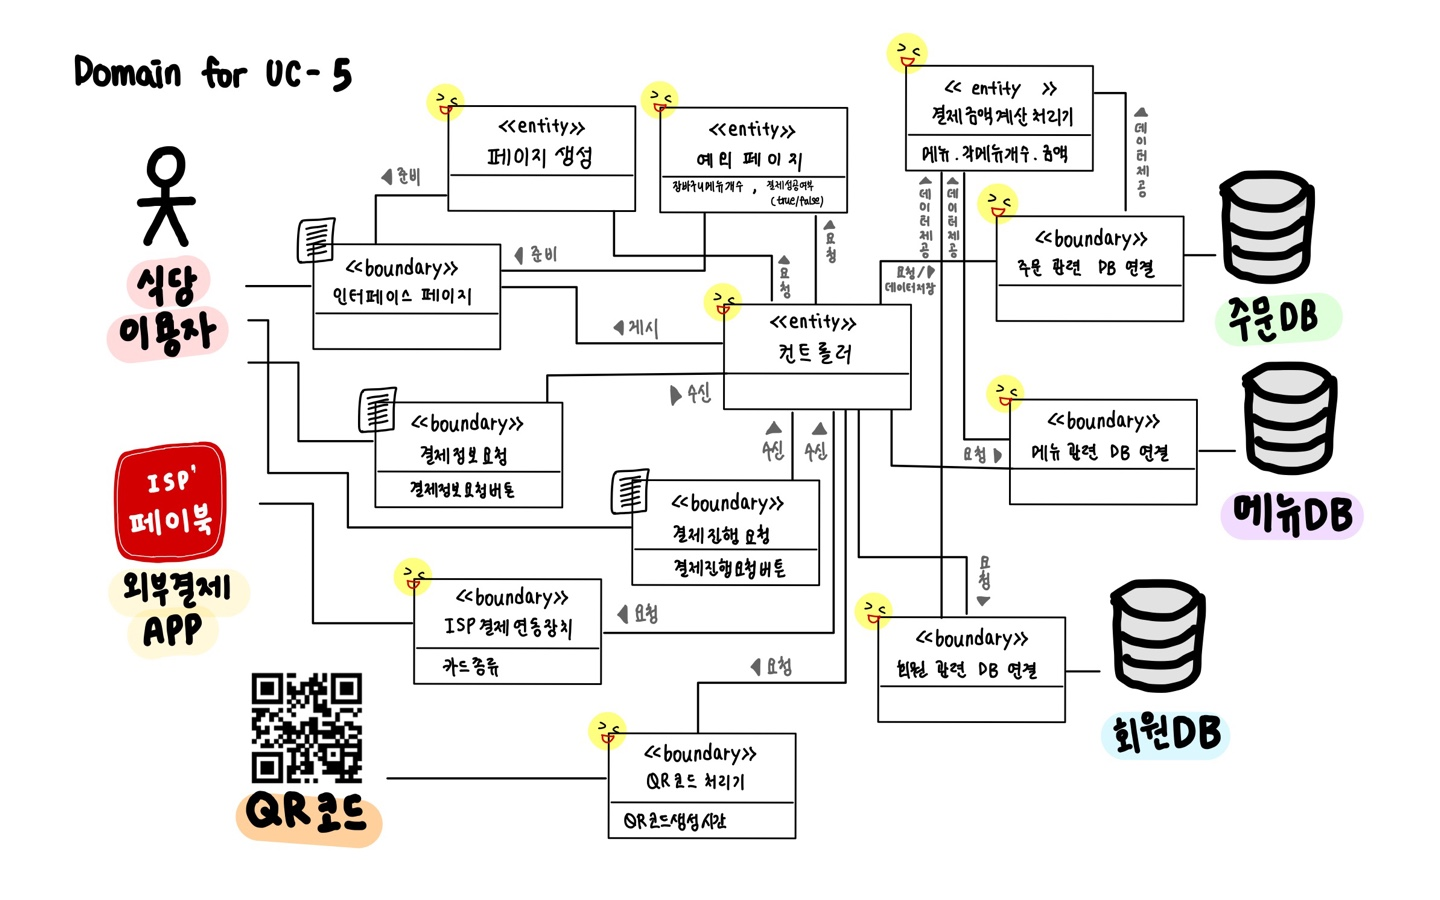 Domain for UC-5
<<entity>>
페이지 생성
<<entity>>
예외 페이지
장바구니메뉴개수, 결제성공여부
(true/false)
<< entity >>
결제금액계산처리기
메뉴.각메뉴개수.금액
◀준비
◀준비
▲요청
▲요청
▲데이터제공
▲데이터제공
▲데이터제공
식당
이용자
<<boundary>>
인터페이스 페이지
◀게시
<<entity>>
컨트롤러
요청/▶
데이터저장
<<boundary>>
주문 관련 DB 연결
주문DB
▶수신
<<boundary>>
결제정보요청
결제정보요청버튼
▲수신
▲수신
요청▶
<<boundary>>
메뉴 관련 DB 연결
메뉴DB
ISP'
페이북
외부결제
APP
<<boundary>>
결제진행 요청
결제진행요청버튼
<<boundary>>
ISP결제연동장치
카드종류
◀요청
요청▼
<<boundary>>
회원 관련 DB 연결
회원DB
◀요청
QR코드
<<boundary>>
QR코드 처리기
QR코드생성시간